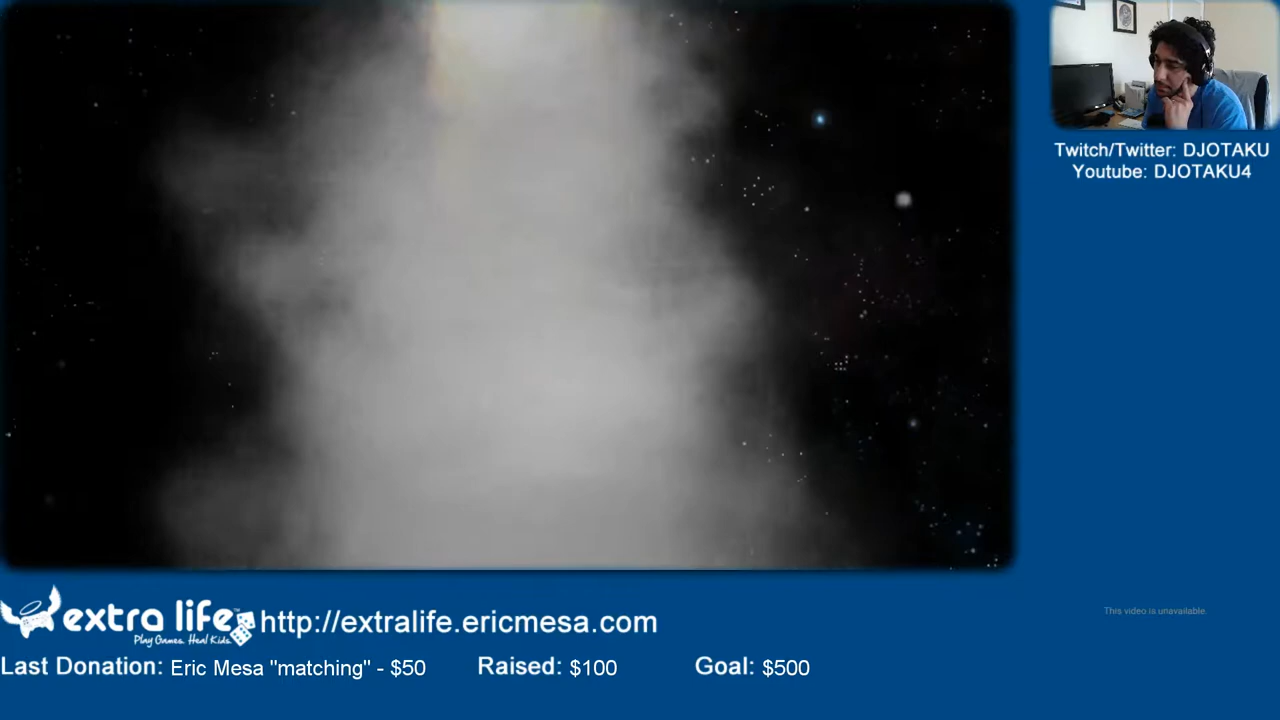 Twitch/Twitter: DJOTAKU
Youtube: DJOTAKU4
extra life
Play Games. Heal Kids.
http://extralife.ericmesa.com
This video is unavailable.
Last Donation: Eric Mesa "matching" - $50 Raised: $100 Goal: $500